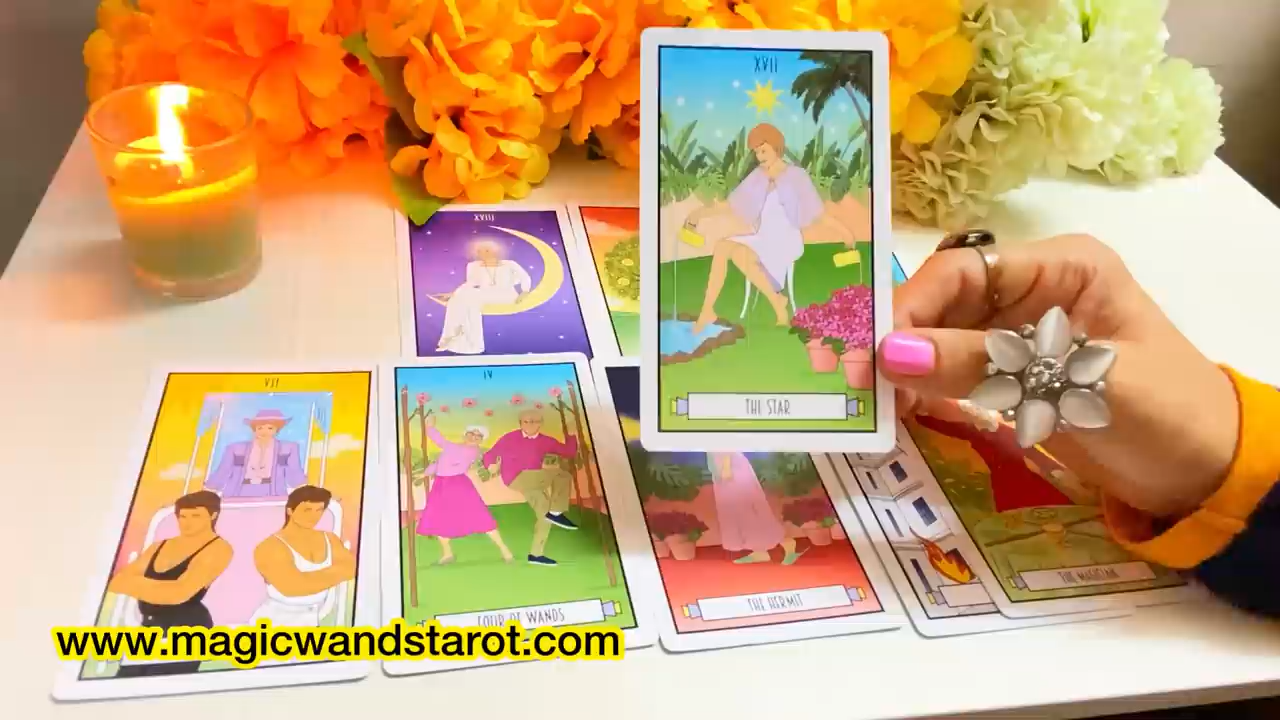 XVII
THE STAR
XVIII
VII
IV
FOUR OF WANDS
THE HERMIT
THE MAGICIAN
www.magicwandstarot.com